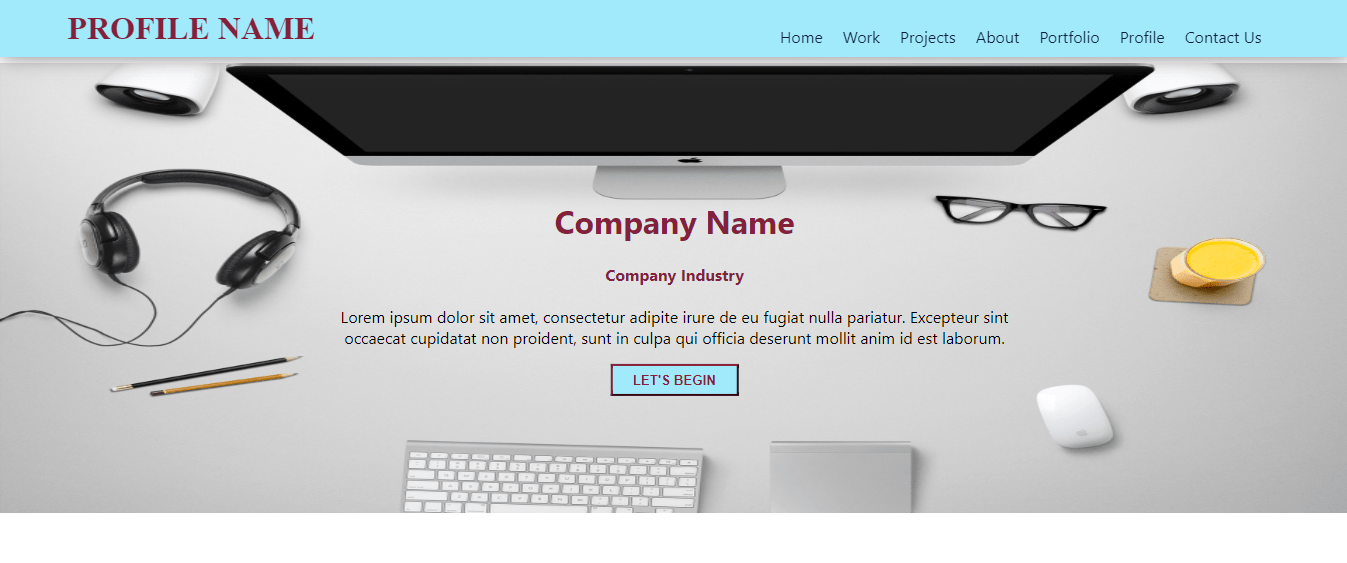 PROFILE NAME
Home Work Projects About Portfolio Profile Contact Us
Company Name
Company Industry
Lorem ipsum dolor sit amet, consectetur adipite irure de eu fugiat nulla pariatur. Excepteur sint
occaecat cupidatat non proident, sunt in culpa qui officia deserunt mollit anim id est laborum.
LET'S BEGIN